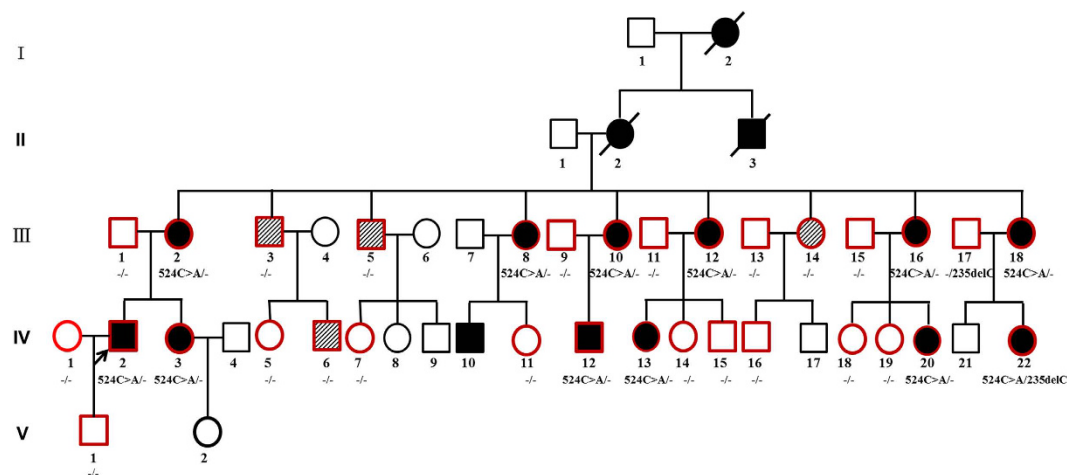 I
1 2
II
1 2 3
III
1 2 3 4 5 6 7 8 9 10 11 12 13 14 15 16 17 18
-/- 524C>A/- -/- -/- 524C>A/- -/- 524C>A/- -/- 524C>A/- -/- -/- -/- 524C>A/- -/235delC 524C>A/-
IV
1 2 3 4 5 6 7 8 9 10 11 12 13 14 15 16 17 18 19 20 21 22
-/- 524C>A/- 524C>A/- -/- -/- -/- -/- 524C>A/- 524C>A/- -/- -/- -/- -/- -/- 524C>A/- 524C>A/235delC
V
1 2
-/-